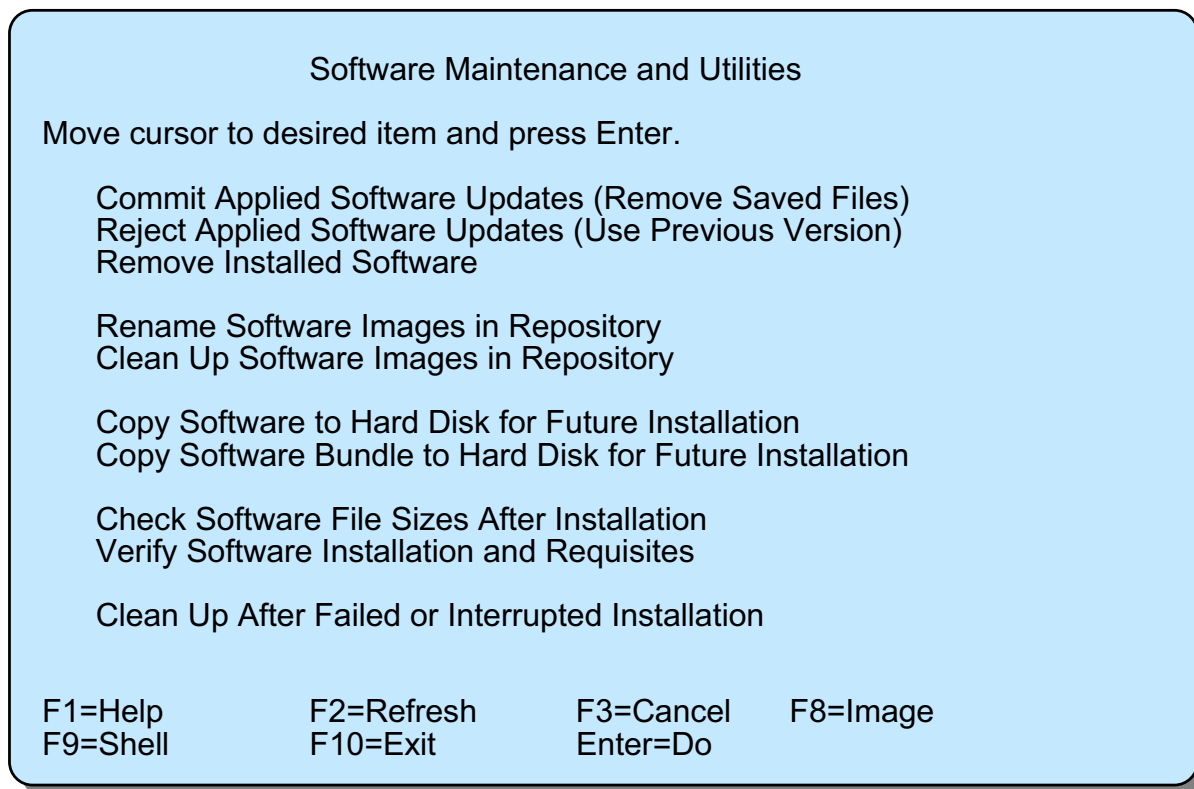 Software Maintenance and Utilities
Move cursor to desired item and press Enter.
Commit Applied Software Updates (Remove Saved Files)
Reject Applied Software Updates (Use Previous Version)
Remove Installed Software
Rename Software Images in Repository
Clean Up Software Images in Repository
Copy Software to Hard Disk for Future Installation
Copy Software Bundle to Hard Disk for Future Installation
Check Software File Sizes After Installation
Verify Software Installation and Requisites
Clean Up After Failed or Interrupted Installation
F1=Help F2=Refresh F3=Cancel F8=Image
F9=Shell F10=Exit Enter=Do